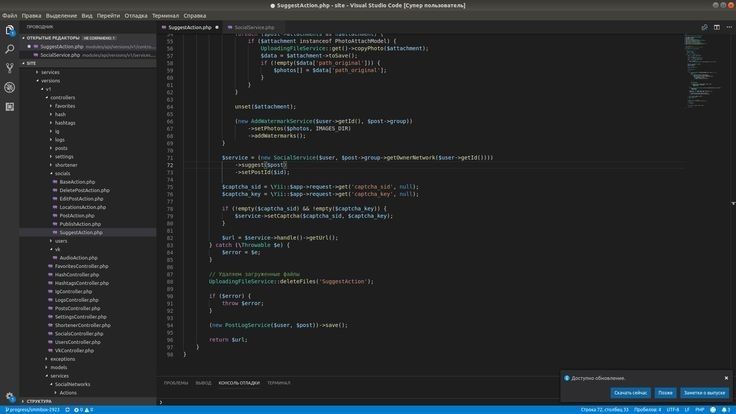 ● SuggestAction.php - site - Visual Studio Code [Супер пользователь]
Файл Правка Выделение Вид Перейти Отладка Терминал Справка
ПРОВОДНИК
SuggestAction.php ●
SocialService.php
ОТКРЫТЫЕ РЕДАКТОРЫ
SuggestAction.php modules/api/versions/v1/contro...
SocialService.php modules/api/versions/v1/services...
SITE
services
versions
v1
controllers
favorites
hash
hashtags
ig
logs
posts
settings
shortener
socials
BaseAction.php
DeletePostAction.php
EditPostAction.php
LocationsAction.php
PostAction.php
PublishAction.php
SuggestAction.php
users
vk
AudioAction.php
FavoritesController.php
HashController.php
HashtagsController.php
IgController.php
LogsController.php
PostsController.php
SettingsController.php
ShortenerController.php
SocialsController.php
UsersController.php
VkController.php
exceptions
models
services
SocialNetworks
Actions
СТРУКТУРА
55 if ($attachment instanceof PhotoAttachModel) {
56 UploadingFileService::get()->copyPhoto($attachment);
57 $data = $attachment->toSave();
58 if (!empty($data['path_original'])) {
59 $photos[] = $data['path_original'];
60 }
61 }
62 }
63
64 unset($attachment);
65
66 (new AddWatermarkService($user->getId(), $post->group))
67 ->setPhotos($photos, IMAGES_DIR)
68 ->addWatermarks();
69 }
70
71 $service = (new SocialService($user, $post->group->getOwnerNetwork($user->getId())))
72 ->suggest($post)
73 ->setPostId($id);
74
75 $captcha_sid = \Yii::$app->request->get('captcha_sid', null);
76 $captcha_key = \Yii::$app->request->get('captcha_key', null);
77
78 if (!empty($captcha_sid) && !empty($captcha_key)) {
79 $service->setCaptcha($captcha_sid, $captcha_key);
80 }
81
82 $url = $service->handle()->getUrl();
83 } catch (\Throwable $e) {
84 $error = $e;
85 }
86
87 // Удаляем загруженные файлы
88 UploadingFileService::deleteFiles('SuggestAction');
89
90 if ($error) {
91 throw $error;
92 }
93
94 (new PostLogService($user, $post))->save();
95
96 return $url;
97 }
98 }
ПРОБЛЕМЫ ВЫВОД КОНСОЛЬ ОТЛАДКИ ТЕРМИНАЛ
Доступно обновление.
Скачать сейчас Позже Заметки о выпуске
progress/smmbox-2923 0 0
Строка 72, столбец 33 Пробелов: 4 UTF-8 LF PHP